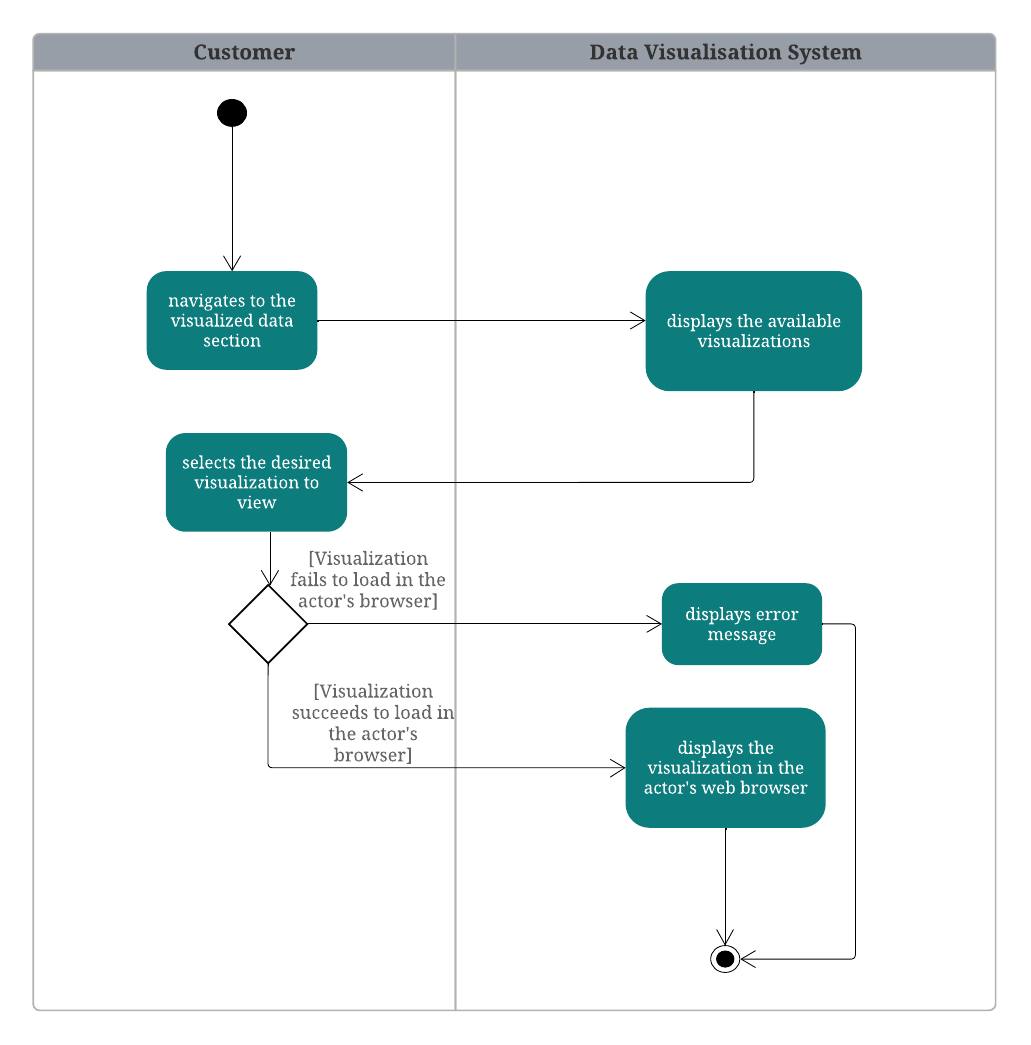 Customer
Data Visualisation System
navigates to the
visualized data
section
displays the available
visualizations
selects the desired
visualization to
view
[Visualization
fails to load in the
actor's browser]
displays error
message
[Visualization
succeeds to load in
the actor's
browser]
displays the
visualization in the
actor's web browser